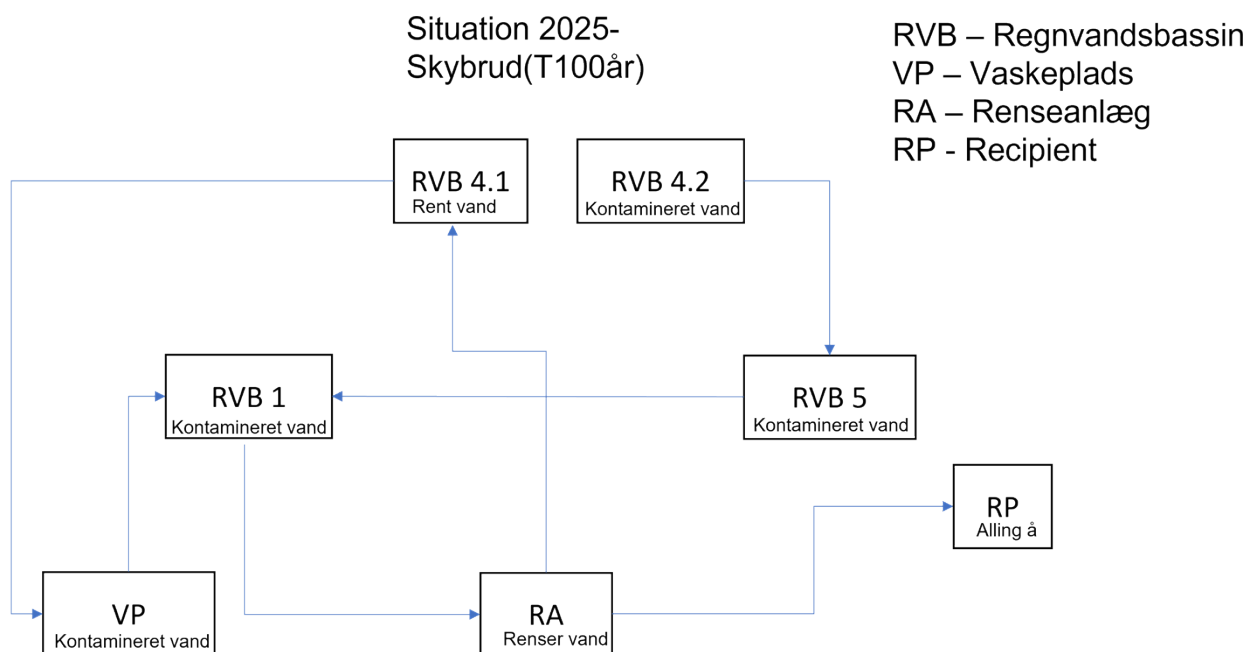 Situation 2025-
Skybrud(T100år)
RVB – Regnvandsbassin
VP – Vaskeplads
RA – Renseanlæg
RP - Recipient
RVB 4.1
Rent vand
RVB 4.2
Kontamineret vand
RVB 1
Kontamineret vand
RVB 5
Kontamineret vand
RP
Alling å
VP
Kontamineret vand
RA
Renser vand